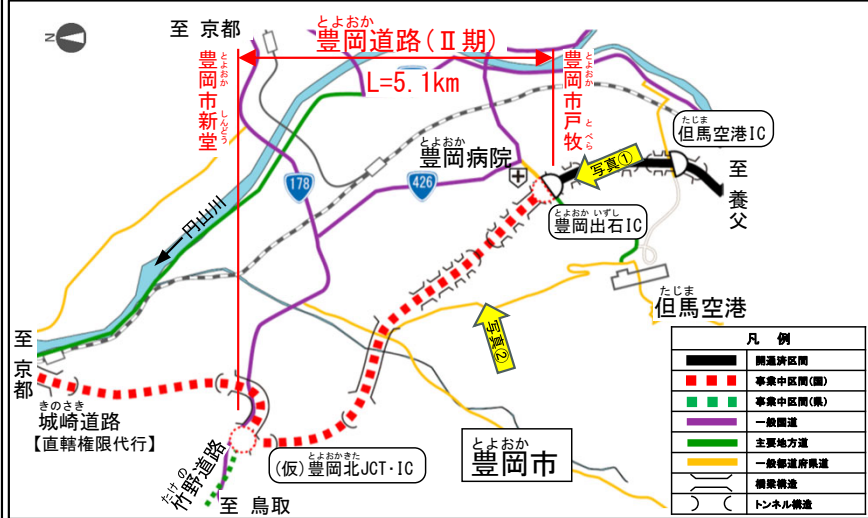 N
至 京都
とよおか
豊岡道路(Ⅱ期)
L=5.1km
とよおか しんどう
豊岡市新堂
とよおか とべら
豊岡市戸牧
たじま
但馬空港IC
至 養父
とよおか
豊岡病院
写真①
178
426
とよおか いずし
豊岡出石IC
円山川
たじま
但馬空港
写真②
至 京都
きのさき
城崎道路
【直轄権限代行】
たけの
竹野道路
至 鳥取
とよおかきた
(仮)豊岡北JCT・IC
とよおか
豊岡市
凡 例
開通済区間
事業中区間(国)
事業中区間(県)
一般国道
主要地方道
一般都道府県道
橋梁構造
トンネル構造